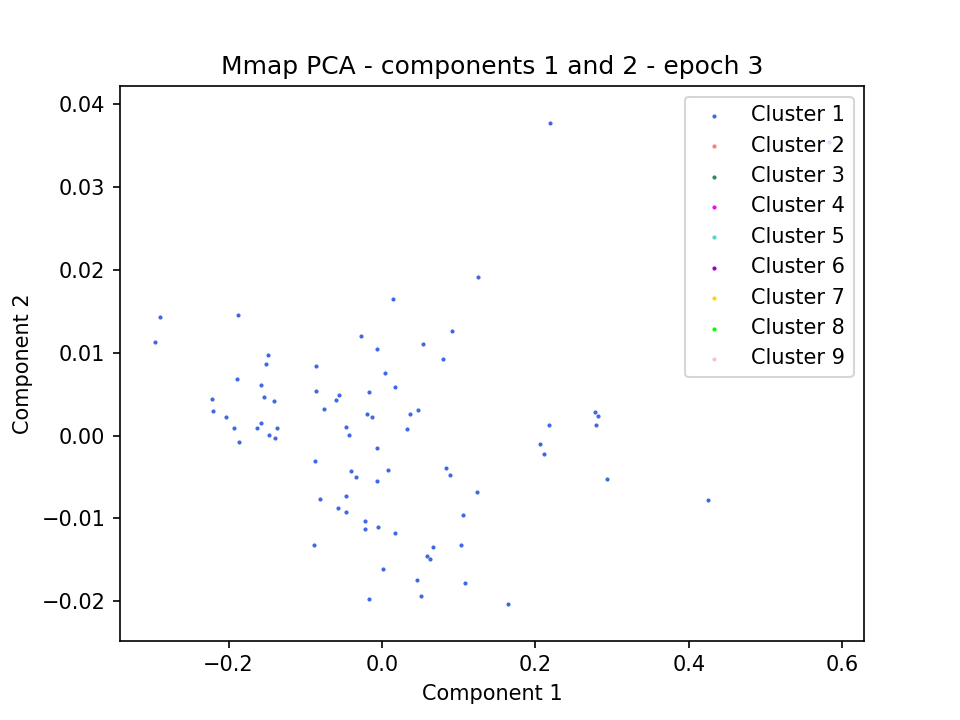 Mmap PCA - components 1 and 2 - epoch 3
0.04
0.03
0.02
0.01
0.00
−0.01
−0.02
Component 2
−0.2
0.0
0.2
0.4
0.6
Component 1
Cluster 1
Cluster 2
Cluster 3
Cluster 4
Cluster 5
Cluster 6
Cluster 7
Cluster 8
Cluster 9